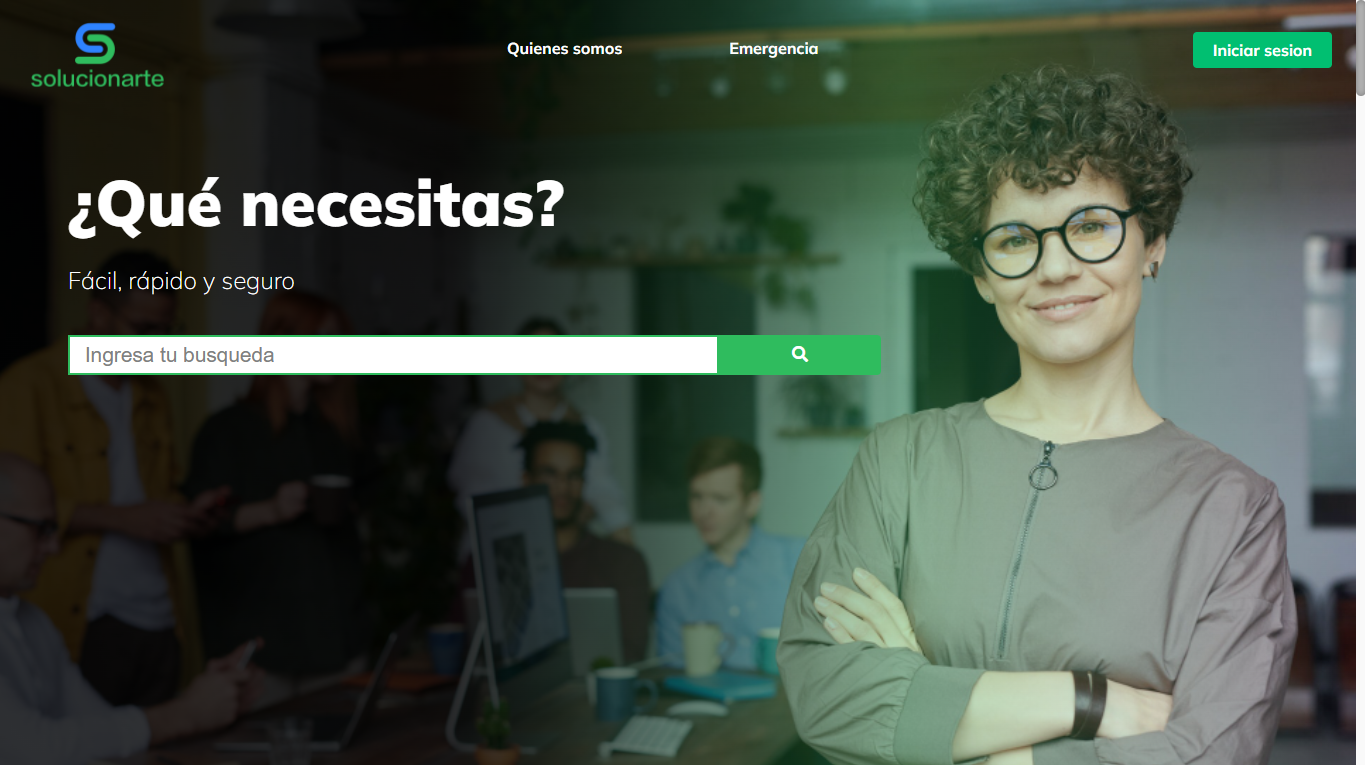 solucionarte
Quienes somos
Emergencia
Iniciar sesion
¿Qué necesitas?
Fácil, rápido y seguro
Ingresa tu busqueda